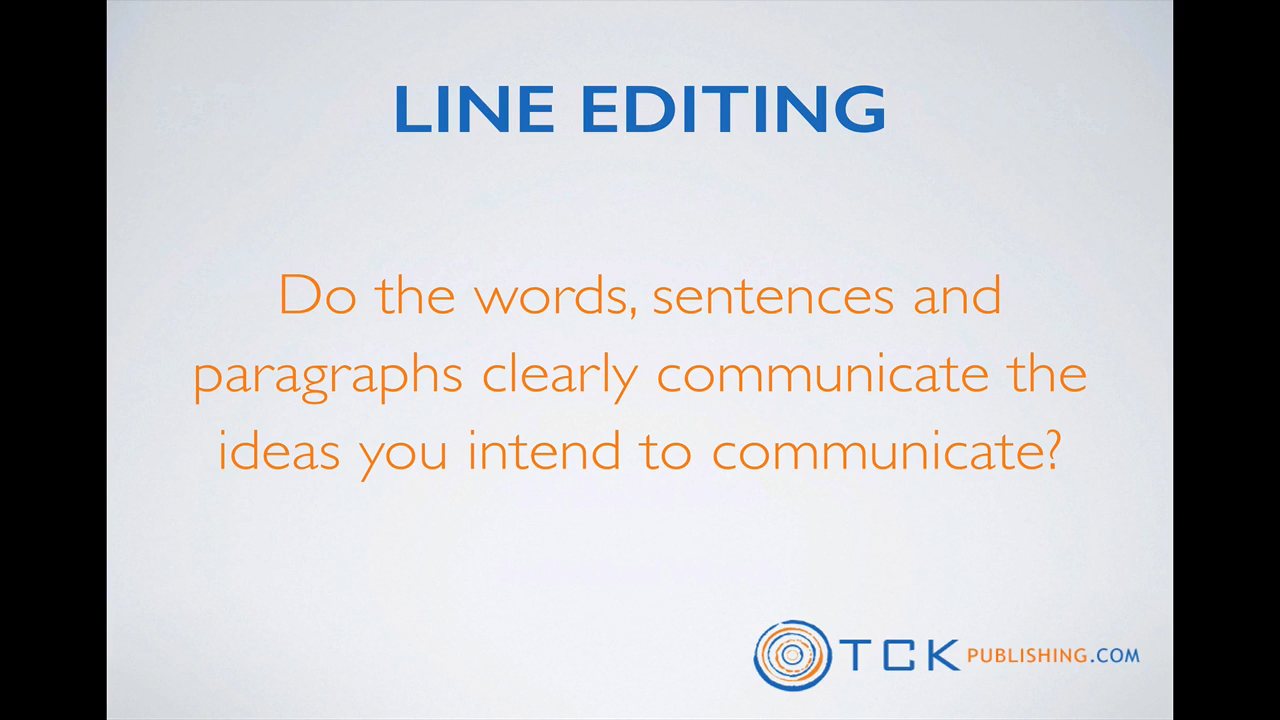 LINE EDITING
Do the words, sentences and
paragraphs clearly communicate the
ideas you intend to communicate?
TCK PUBLISHING.COM